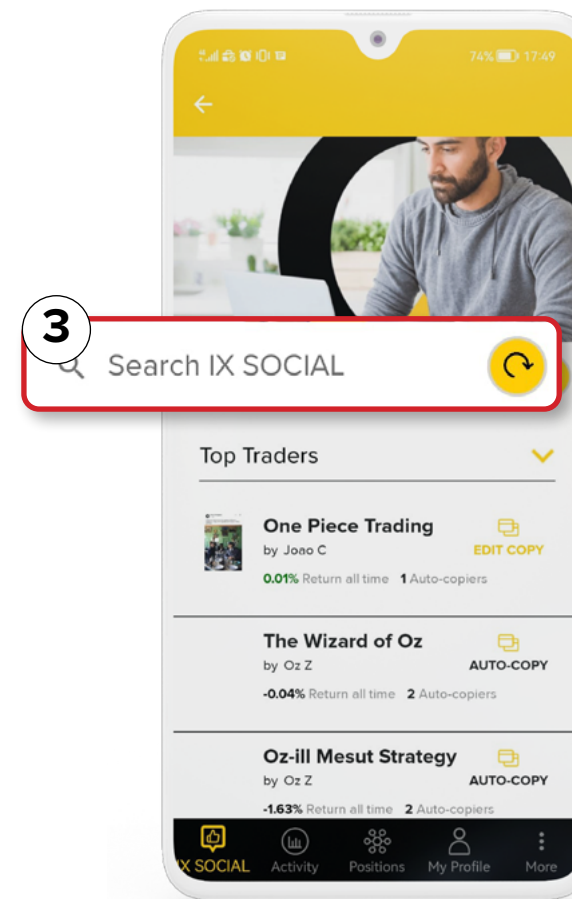 74% 17:49
3
Search IX SOCIAL
Top Traders
One Piece Trading
by Joao C
EDIT COPY
0.01% Return all time 1 Auto-copiers
The Wizard of Oz
by Oz Z
AUTO-COPY
-0.04% Return all time 2 Auto-copiers
Oz-ill Mesut Strategy
by Oz Z
AUTO-COPY
-1.63% Return all time 2 Auto-copiers
IX SOCIAL Activity Positions My Profile More